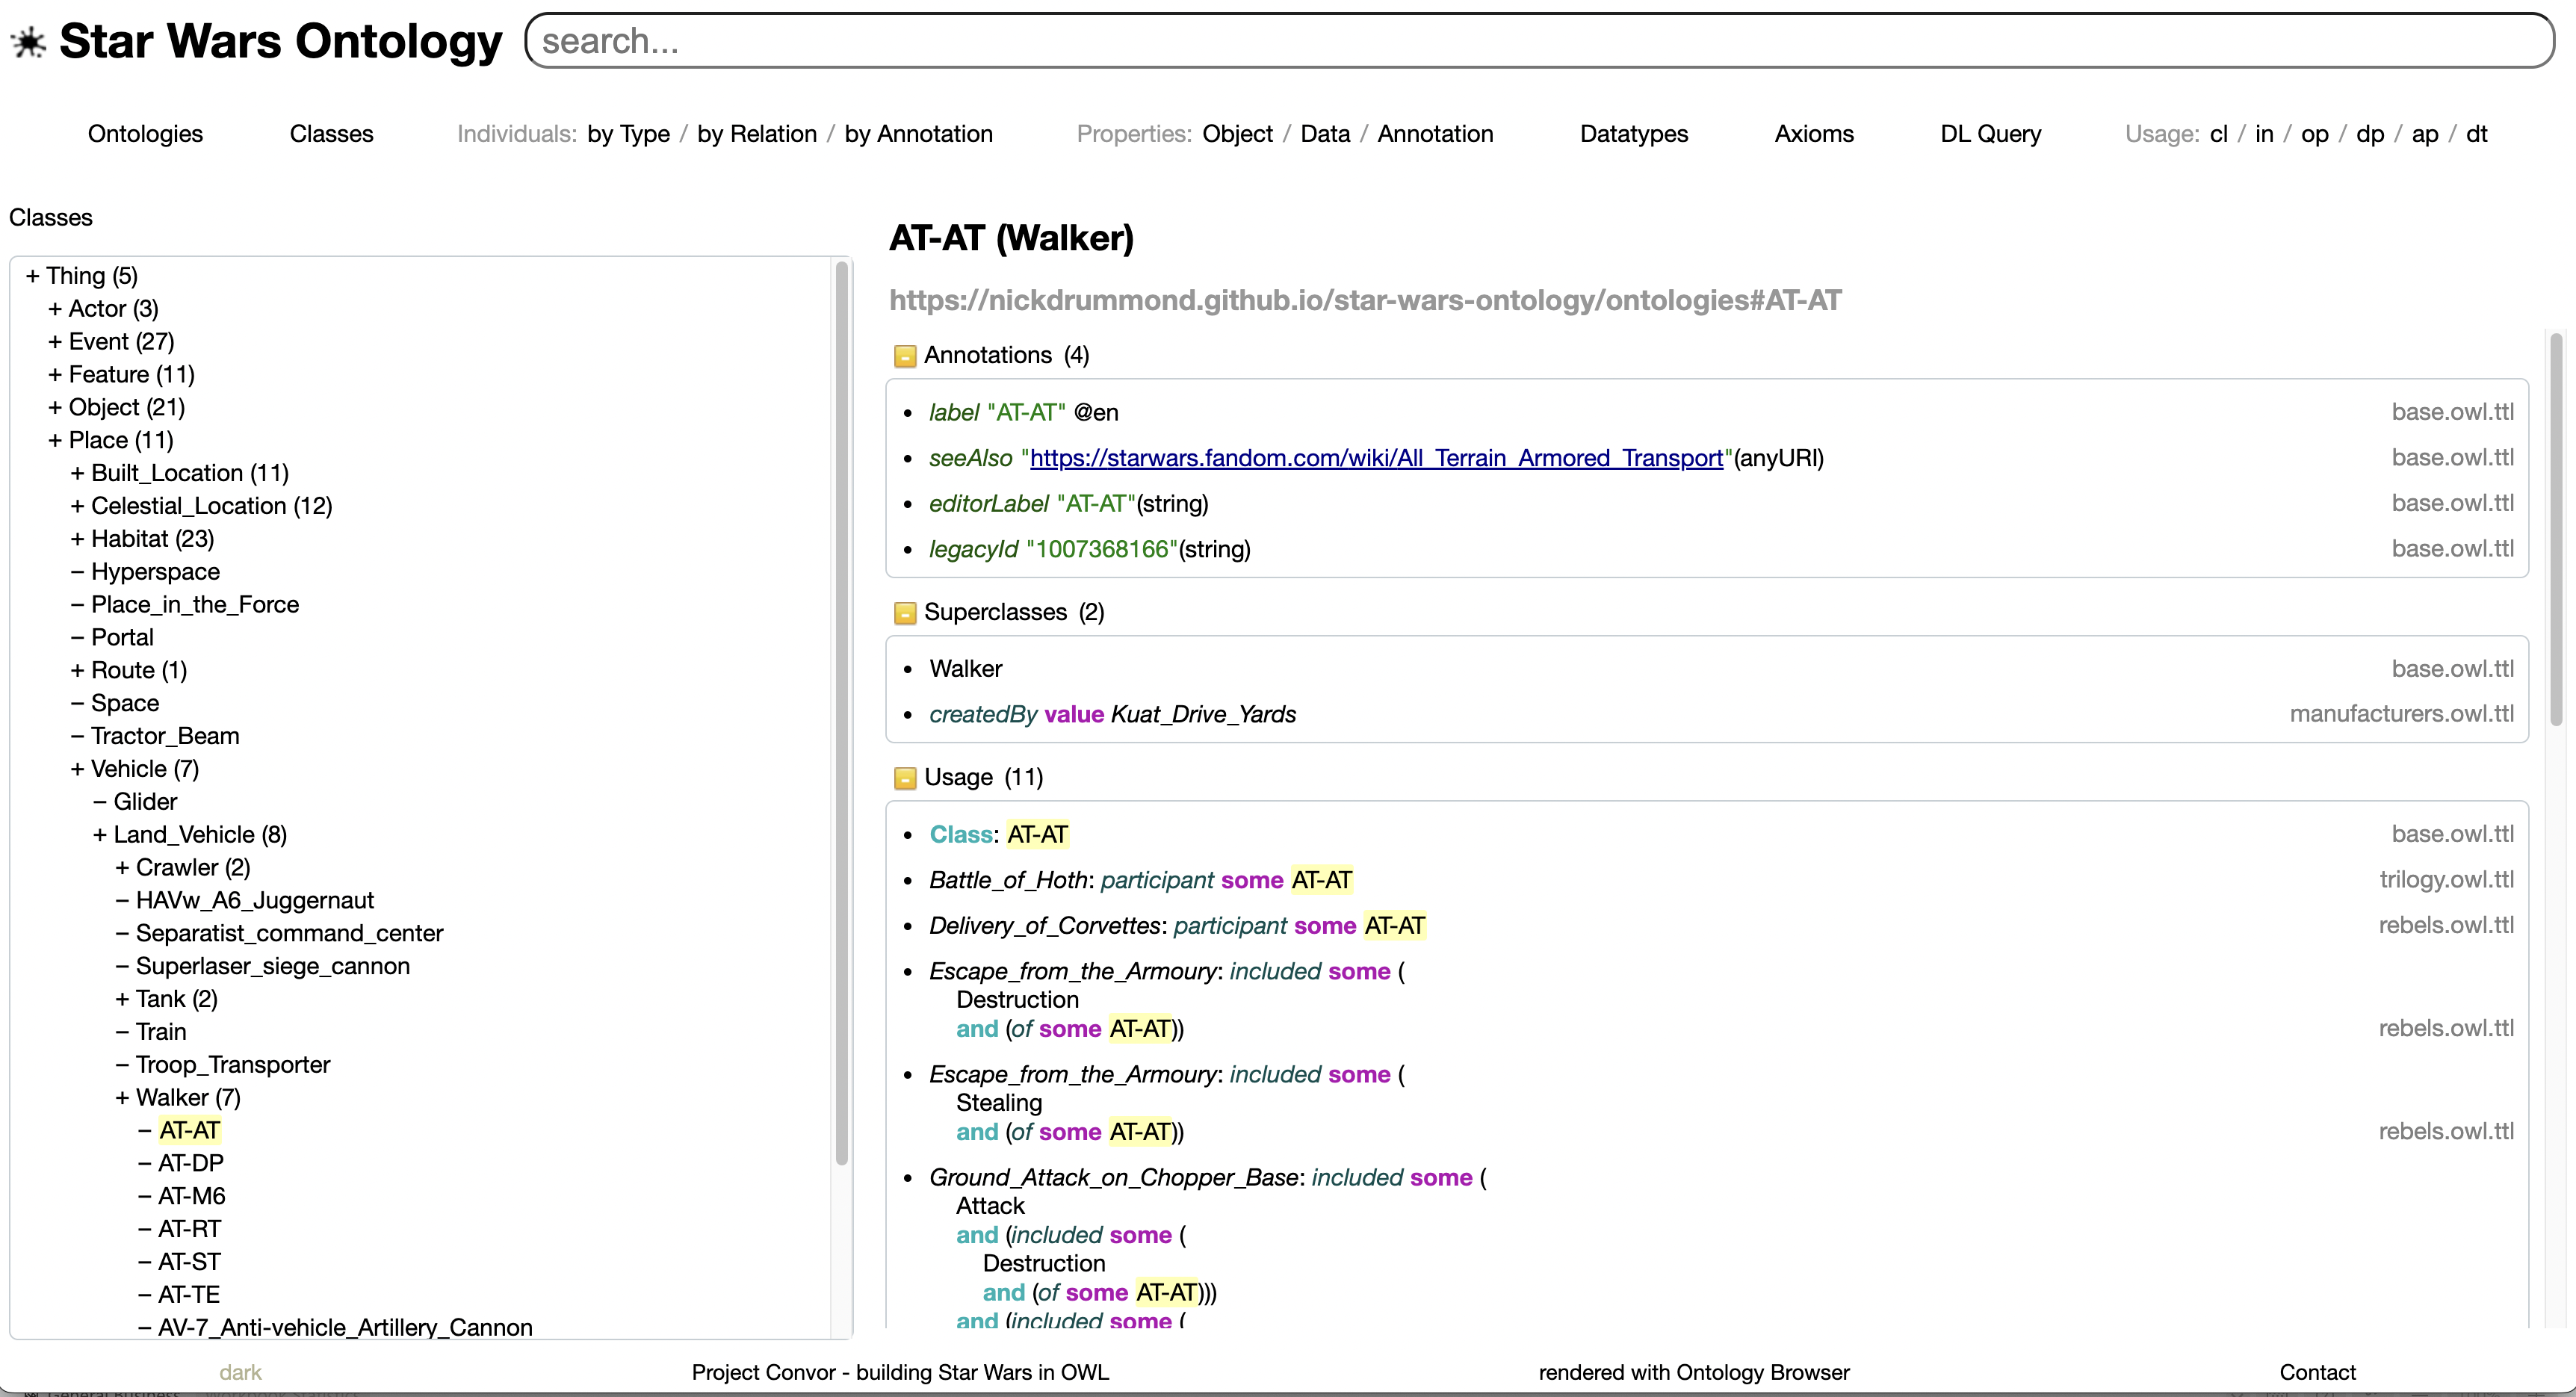 Star Wars Ontology
search...
Ontologies Classes Individuals: by Type / by Relation / by Annotation Properties: Object / Data / Annotation Datatypes Axioms DL Query Usage: cl / in / op / dp / ap / dt
Classes
+ Thing (5)
+ Actor (3)
+ Event (27)
+ Feature (11)
+ Object (21)
+ Place (11)
+ Built_Location (11)
+ Celestial_Location (12)
+ Habitat (23)
– Hyperspace
– Place_in_the_Force
– Portal
+ Route (1)
– Space
– Tractor_Beam
+ Vehicle (7)
– Glider
+ Land_Vehicle (8)
+ Crawler (2)
– HAVw_A6_Juggernaut
– Separatist_command_center
– Superlaser_siege_cannon
+ Tank (2)
– Train
– Troop_Transporter
+ Walker (7)
– AT-AT
– AT-DP
– AT-M6
– AT-RT
– AT-ST
– AT-TE
– AV-7_Anti-vehicle_Artillery_Cannon
AT-AT (Walker)
https://nickdrummond.github.io/star-wars-ontology/ontologies#AT-AT
Annotations (4)
• label "AT-AT" @en base.owl.ttl
• seeAlso "https://starwars.fandom.com/wiki/All_Terrain_Armored_Transport"(anyURI) base.owl.ttl
• editorLabel "AT-AT"(string) base.owl.ttl
• legacyId "1007368166"(string) base.owl.ttl
Superclasses (2)
• Walker base.owl.ttl
• createdBy value Kuat_Drive_Yards manufacturers.owl.ttl
Usage (11)
• Class: AT-AT base.owl.ttl
• Battle_of_Hoth: participant some AT-AT trilogy.owl.ttl
• Delivery_of_Corvettes: participant some AT-AT rebels.owl.ttl
• Escape_from_the_Armoury: included some (
Destruction
and (of some AT-AT)) rebels.owl.ttl
• Escape_from_the_Armoury: included some (
Stealing
and (of some AT-AT)) rebels.owl.ttl
• Ground_Attack_on_Chopper_Base: included some (
Attack
and (included some (
Destruction
and (of some AT-AT)))
and (included some (
dark Project Convor - building Star Wars in OWL rendered with Ontology Browser Contact